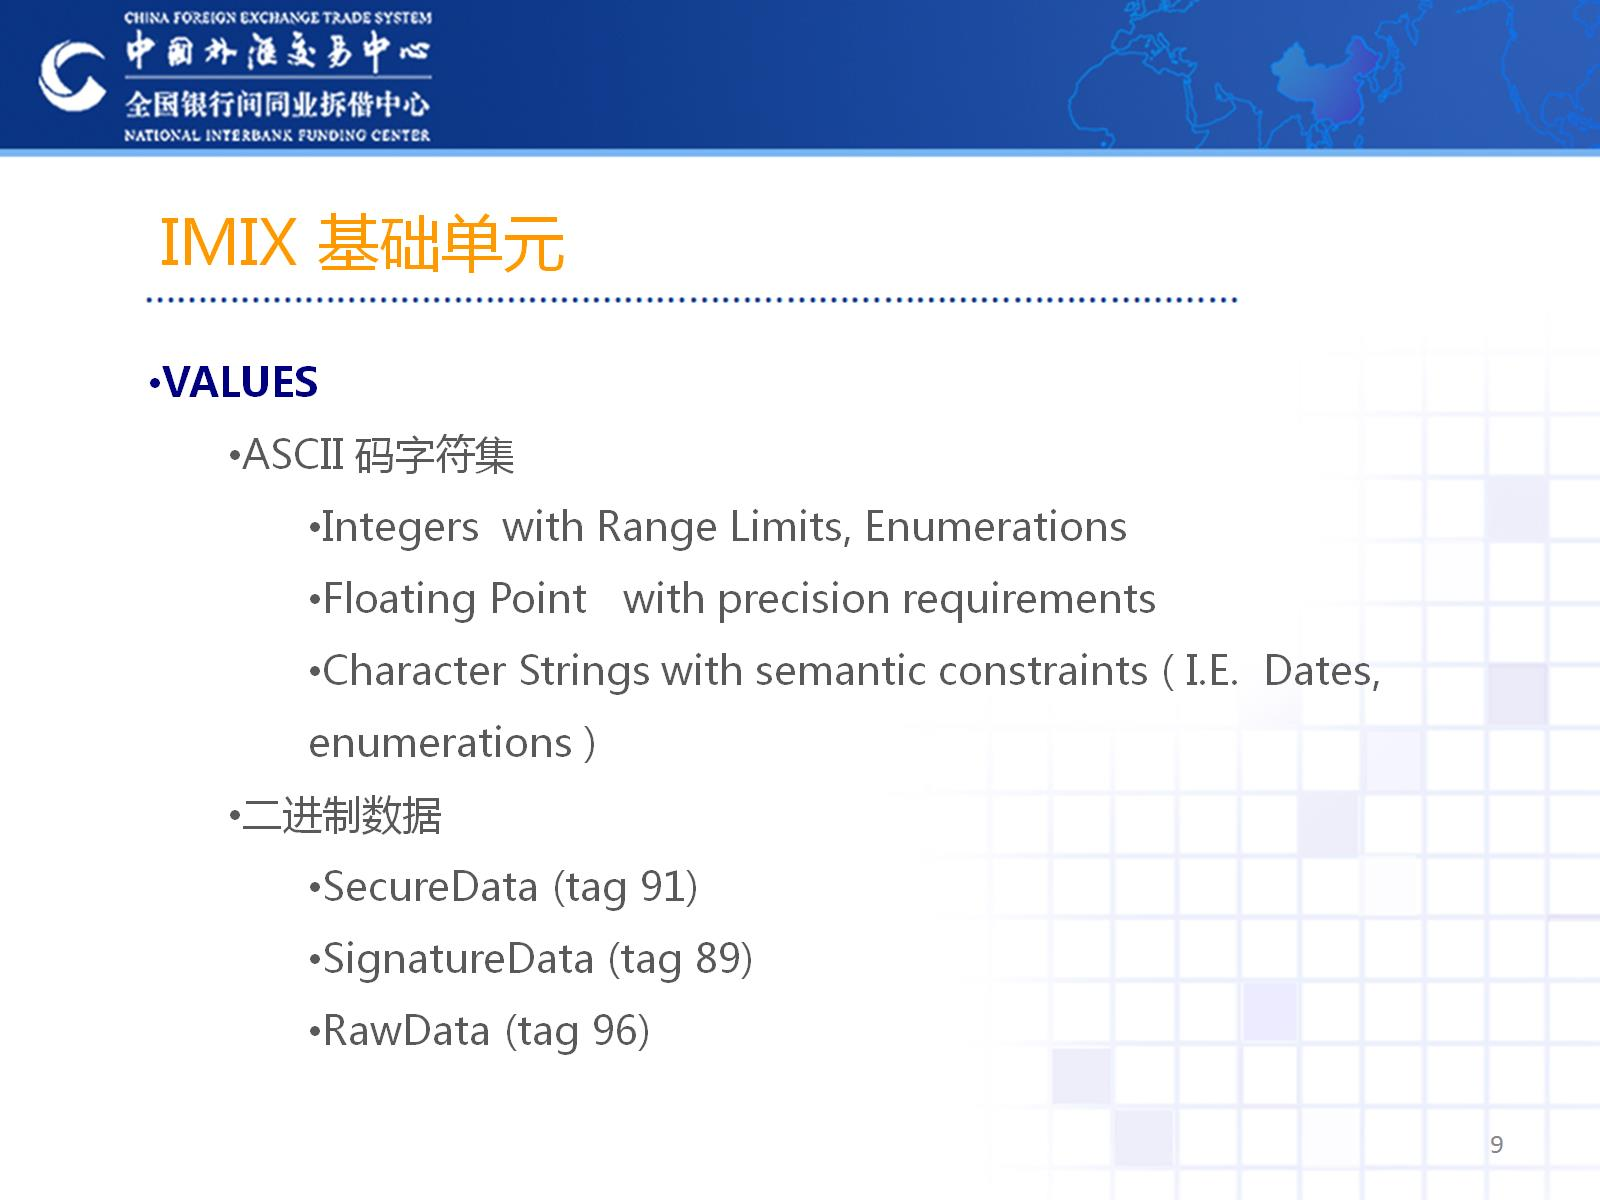 CHINA FOREIGN EXCHANGE TRADE SYSTEM
中国外汇交易中心
全国银行间同业拆借中心
NATIONAL INTERBANK FUNDING CENTER
IMIX 基础单元
•VALUES
•ASCII 码字符集
•Integers  with Range Limits, Enumerations
•Floating Point   with precision requirements
•Character Strings with semantic constraints ( I.E.  Dates,
enumerations )
•二进制数据
•SecureData (tag 91)
•SignatureData (tag 89)
•RawData (tag 96)
9